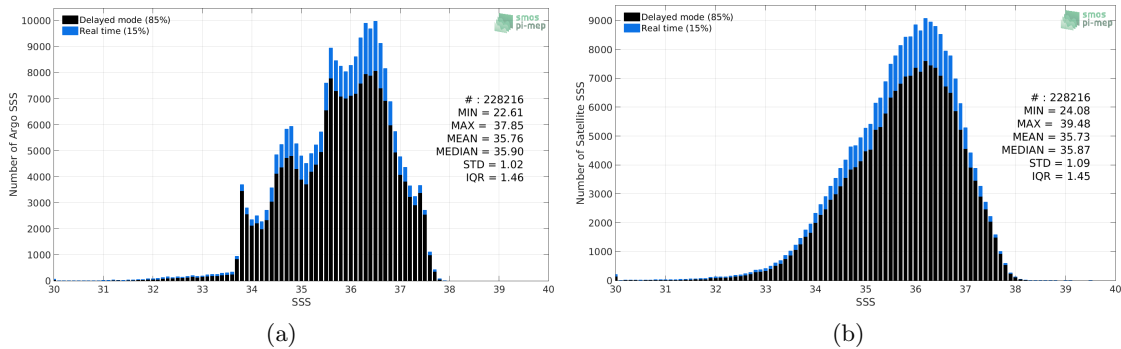 Delayed mode (85%)
Real time (15%)
smos
pi-mep
10000
9000
8000
7000
6000
5000
4000
3000
2000
1000
0
Number of Argo SSS
# : 228216
MIN = 22.61
MAX = 37.85
MEAN = 35.76
MEDIAN = 35.90
STD = 1.02
IQR = 1.46
30 31 32 33 34 35 36 37 38 39 40
SSS
(a)
Delayed mode (85%)
Real time (15%)
smos
pi-mep
9000
8000
7000
6000
5000
4000
3000
2000
1000
0
Number of Satellite SSS
# : 228216
MIN = 24.08
MAX = 39.48
MEAN = 35.73
MEDIAN = 35.87
STD = 1.09
IQR = 1.45
30 31 32 33 34 35 36 37 38 39 40
SSS
(b)